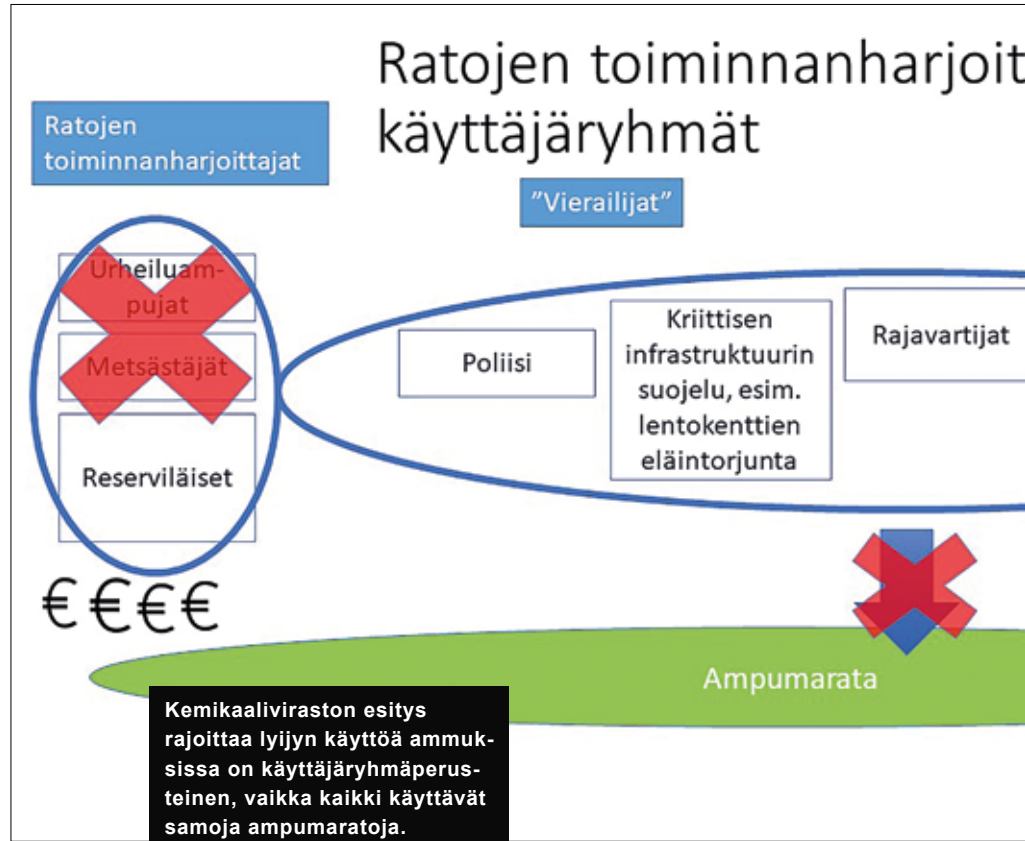 Ratojen toiminnanharjoit
käyttäjäryhmät
Ratojen
toiminnanharjoittajat
"Vierailijat"
Urheiluam-
pujat
Metsästäjät
Reserviläiset
€ € € €
Poliisi
Kriittisen
infrastruktuurin
suojelu, esim.
lentokenttien
eläintorjunta
Rajavartijat
Ampumarata
Kemikaaliviraston esitys
rajoittaa lyijyn käyttöä ammuk-
sissa on käyttäjäryhmäperus-
teinen, vaikka kaikki käyttävät
samoja ampumaratoja.